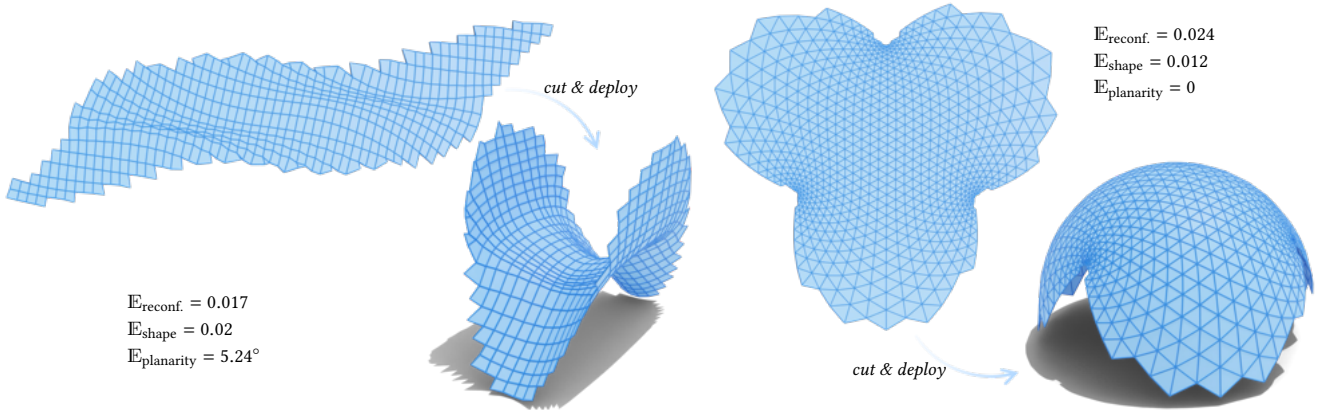 cut & deploy
𝔼reconf. = 0.017
𝔼shape = 0.02
𝔼planarity = 5.24°
𝔼reconf. = 0.024
𝔼shape = 0.012
𝔼planarity = 0
cut & deploy